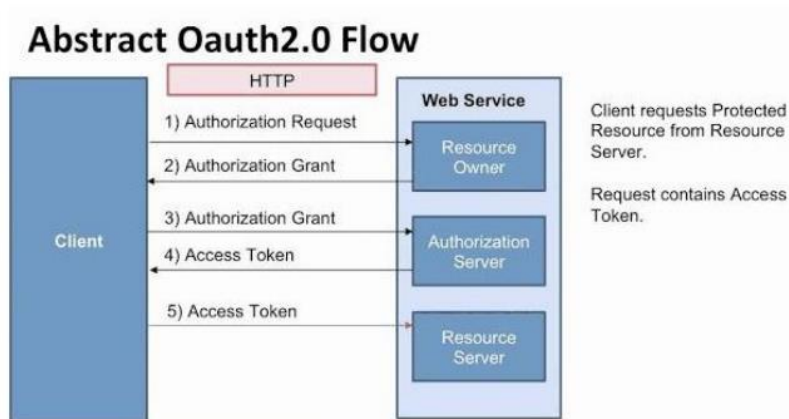 Abstract Oauth2.0 Flow
HTTP
Web Service
1) Authorization Request
Resource
Owner
2) Authorization Grant
3) Authorization Grant
Client
Authorization
Server
4) Access Token
5) Access Token
Resource
Server
Client requests Protected
Resource from Resource
Server.
Request contains Access
Token.